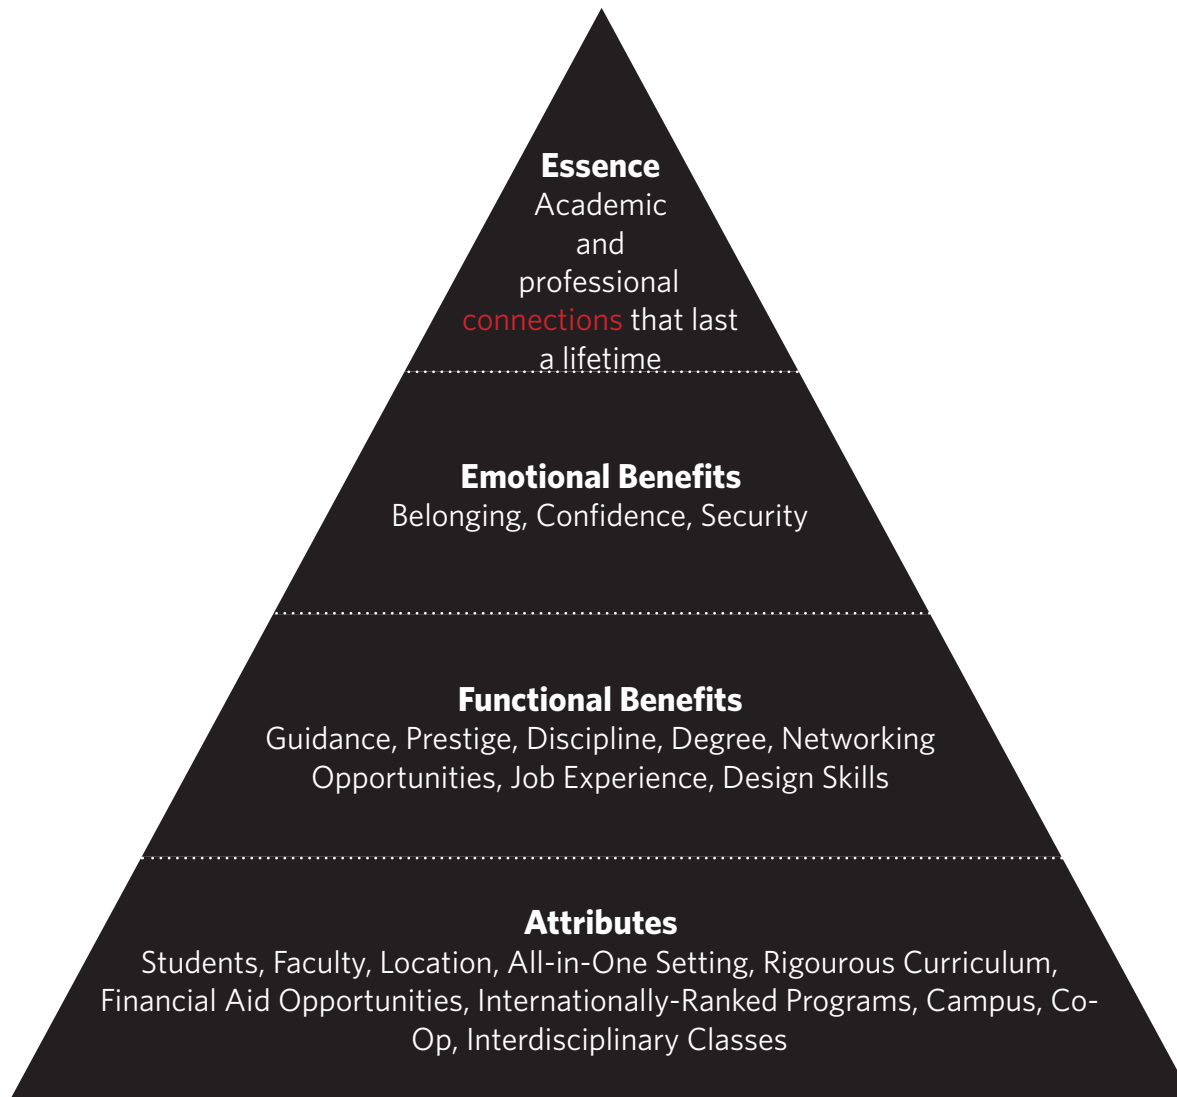 Essence
Academic
and
professional
connections that last
a lifetime
Emotional Benefits
Belonging, Confidence, Security
Functional Benefits
Guidance, Prestige, Discipline, Degree, Networking
Opportunities, Job Experience, Design Skills
Attributes
Students, Faculty, Location, All-in-One Setting, Rigourous Curriculum,
Financial Aid Opportunities, Internationally-Ranked Programs, Campus, Co-
Op, Interdisciplinary Classes